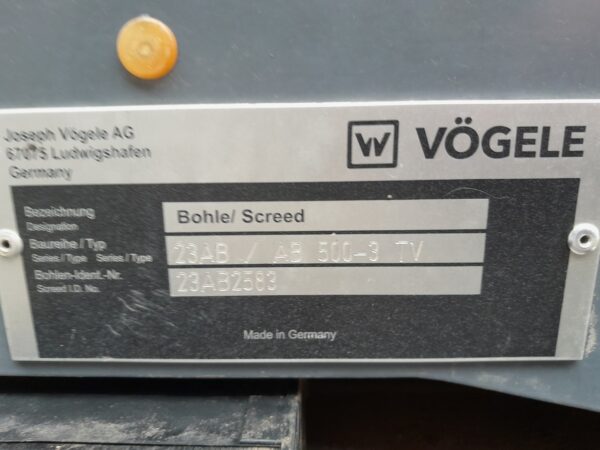 Joseph Vögele AG
67075 Ludwigshafen
Germany
VÖGELE
Bezeichnung
Designation
Bohle/ Screed
Baureihe / Typ
Series / Type Series / Type
23AB / AB 500-3 TV
Bohlen-Ident.-Nr.
Screed I.D. No.
23AB2583
Made in Germany